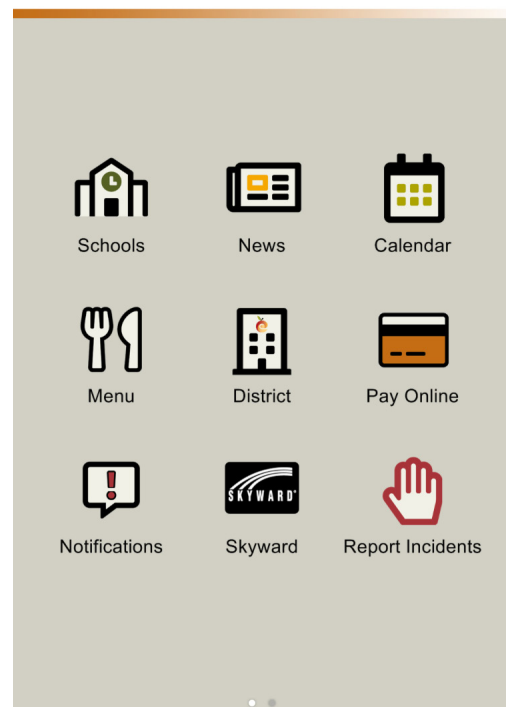 Schools
News
Calendar
Menu
District
Pay Online
SKYWARD®
Notifications
Skyward
Report Incidents